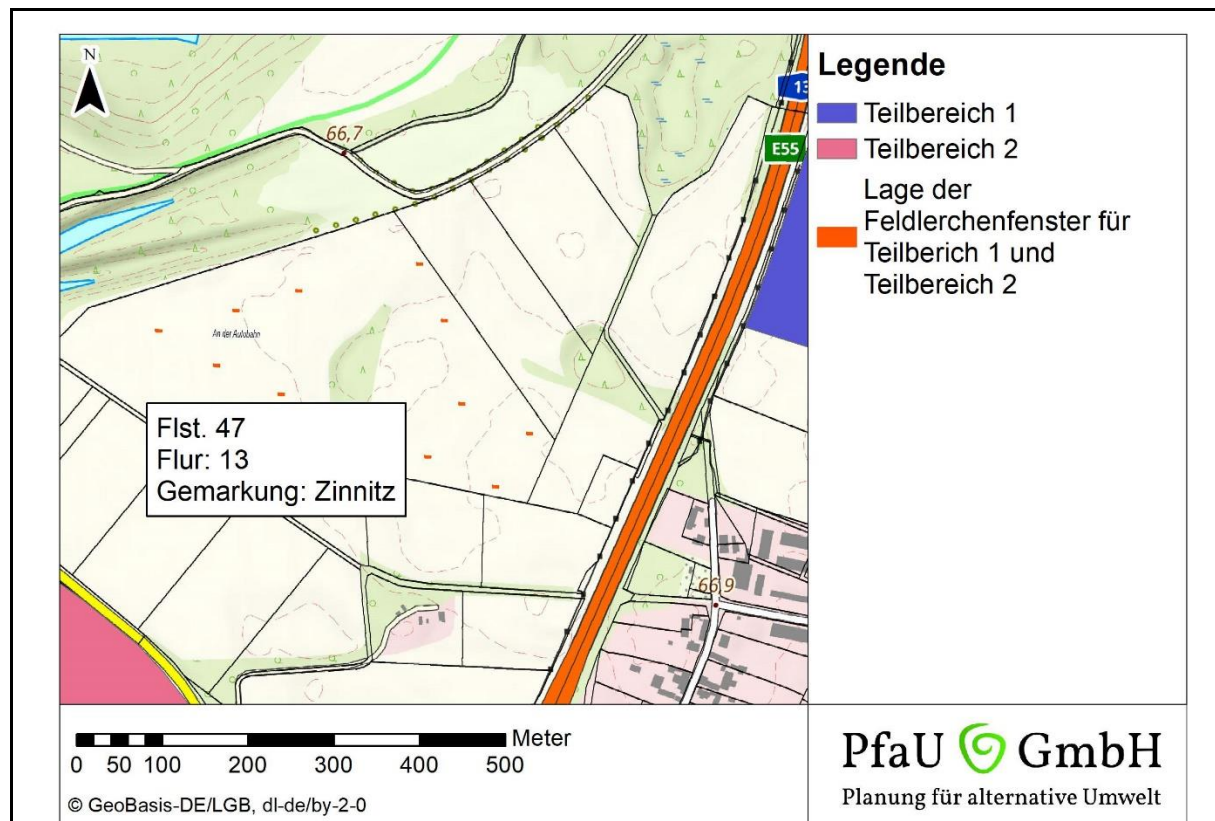 N
66,7
13
E55
An der Autobahn
Flst. 47
Flur: 13
Gemarkung: Zinnitz
66,9
Legende
Teilbereich 1
Teilbereich 2
Lage der
Feldlerchenfenster für
Teilberich 1 und
Teilbereich 2
Meter
0 50 100 200 300 400 500
© GeoBasis-DE/LGB, dl-de/by-2-0
PfaU GmbH
Planung für alternative Umwelt